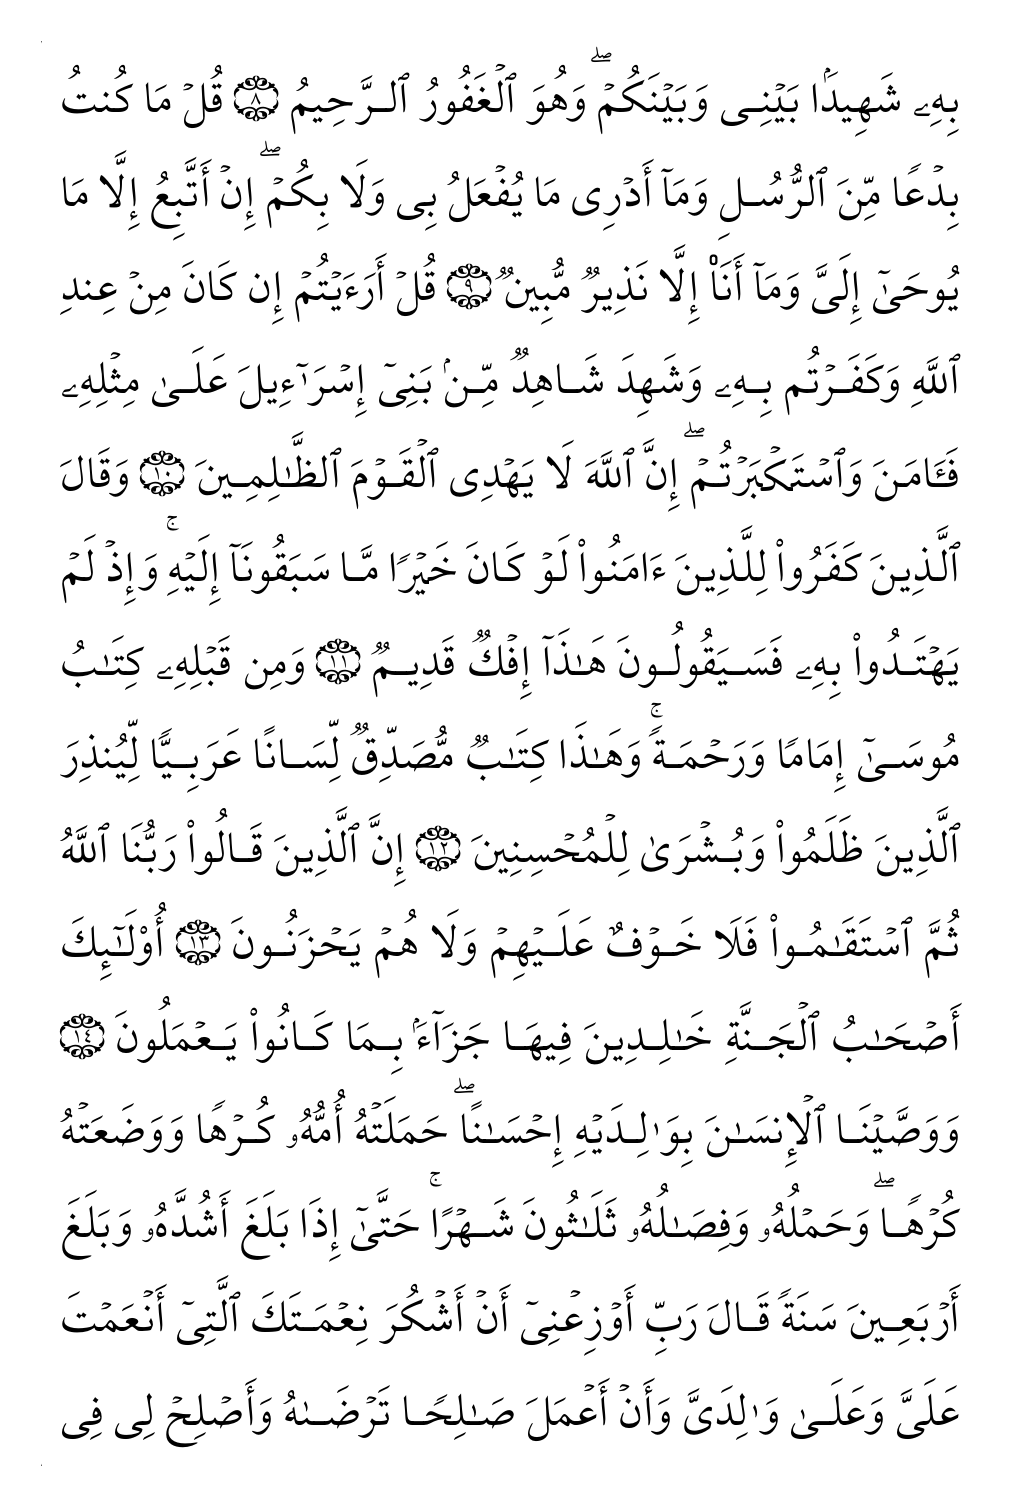 بِهِۦ شَهِيدَۢا بَيْنِى وَبَيْنَكُمْ ۖ وَهُوَ ٱلْغَفُورُ ٱلرَّحِيمُ ۝٨ قُلْ مَا كُنتُ
بِدْعًا مِّنَ ٱلرُّسُلِ وَمَآ أَدْرِى مَا يُفْعَلُ بِى وَلَا بِكُمْ ۖ إِنْ أَتَّبِعُ إِلَّا مَا
يُوحَىٰٓ إِلَىَّ وَمَآ أَنَا۠ إِلَّا نَذِيرٌ مُّبِينٌ ۝٩ قُلْ أَرَءَيْتُمْ إِن كَانَ مِنْ عِندِ
ٱللَّهِ وَكَفَرْتُم بِهِۦ وَشَهِدَ شَاهِدٌ مِّنۢ بَنِىٓ إِسْرَٰٓءِيلَ عَلَىٰ مِثْلِهِۦ
فَـَٔامَنَ وَٱسْتَكْبَرْتُمْ ۖ إِنَّ ٱللَّهَ لَا يَهْدِى ٱلْقَوْمَ ٱلظَّـٰلِمِينَ ۝١٠ وَقَالَ
ٱلَّذِينَ كَفَرُوا۟ لِلَّذِينَ ءَامَنُوا۟ لَوْ كَانَ خَيْرًا مَّا سَبَقُونَآ إِلَيْهِ ۚ وَإِذْ لَمْ
يَهْتَدُوا۟ بِهِۦ فَسَيَقُولُونَ هَـٰذَآ إِفْكٌ قَدِيمٌ ۝١١ وَمِن قَبْلِهِۦ كِتَـٰبُ
مُوسَىٰٓ إِمَامًا وَرَحْمَةً ۚ وَهَـٰذَا كِتَـٰبٌ مُّصَدِّقٌ لِّسَانًا عَرَبِيًّا لِّيُنذِرَ
ٱلَّذِينَ ظَلَمُوا۟ وَبُشْرَىٰ لِلْمُحْسِنِينَ ۝١٢ إِنَّ ٱلَّذِينَ قَالُوا۟ رَبُّنَا ٱللَّهُ
ثُمَّ ٱسْتَقَـٰمُوا۟ فَلَا خَوْفٌ عَلَيْهِمْ وَلَا هُمْ يَحْزَنُونَ ۝١٣ أُو۟لَـٰٓئِكَ
أَصْحَـٰبُ ٱلْجَنَّةِ خَـٰلِدِينَ فِيهَا جَزَآءَۢ بِمَا كَانُوا۟ يَعْمَلُونَ ۝١٤
وَوَصَّيْنَا ٱلْإِنسَـٰنَ بِوَٰلِدَيْهِ إِحْسَـٰنًا ۖ حَمَلَتْهُ أُمُّهُۥ كُرْهًا وَوَضَعَتْهُ
كُرْهًا ۖ وَحَمْلُهُۥ وَفِصَـٰلُهُۥ ثَلَـٰثُونَ شَهْرًا ۚ حَتَّىٰٓ إِذَا بَلَغَ أَشُدَّهُۥ وَبَلَغَ
أَرْبَعِينَ سَنَةً قَالَ رَبِّ أَوْزِعْنِىٓ أَنْ أَشْكُرَ نِعْمَتَكَ ٱلَّتِىٓ أَنْعَمْتَ
عَلَىَّ وَعَلَىٰ وَٰلِدَىَّ وَأَنْ أَعْمَلَ صَـٰلِحًا تَرْضَىٰهُ وَأَصْلِحْ لِى فِى